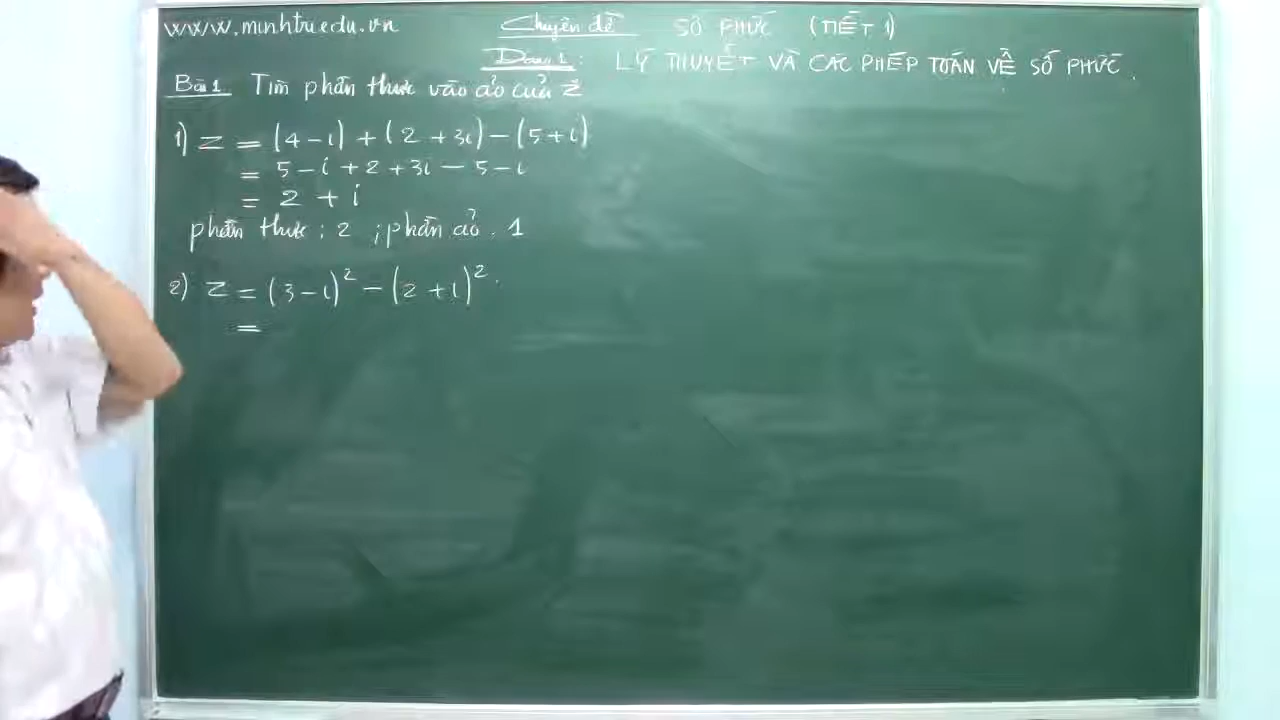 www.minhtriedu.vn Chuyên đề SỐ PHỨC (TIẾT 1)
Dạng 1: LÝ THUYẾT VÀ CÁC PHÉP TOÁN VỀ SỐ PHỨC.
Bài 1 Tìm phần thực và ảo của z
1) z = (4-i) + (2+3i) - (5+i)
= 5-i+2+3i-5-i
= 2+i
phần thực: 2 ; phần ảo: 1
2) z = (3-i)² - (2+i)².
=